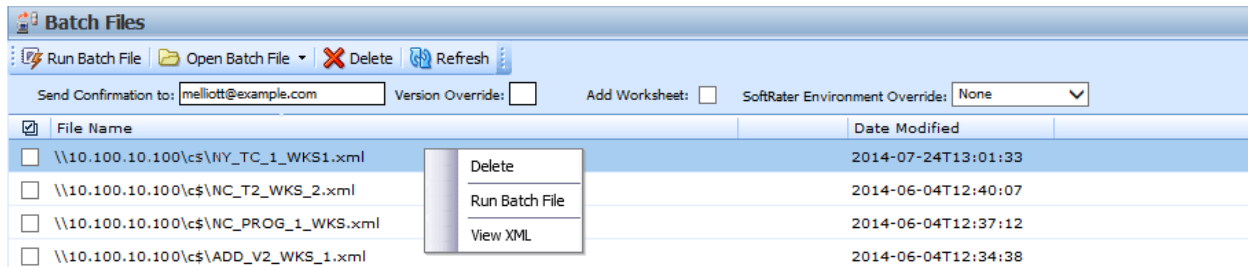 Batch Files
Run Batch File Open Batch File Delete Refresh
Send Confirmation to: melliott@example.com Version Override: Add Worksheet: SoftRater Environment Override: None
File Name Date Modified
\\10.100.10.100\c$\NY_TC_1_WKS1.xml 2014-07-24T13:01:33
Delete
\\10.100.10.100\c$\NC_T2_WKS_2.xml 2014-06-04T12:40:07
Run Batch File
\\10.100.10.100\c$\NC_PROG_1_WKS.xml 2014-06-04T12:37:12
View XML
\\10.100.10.100\c$\ADD_V2_WKS_1.xml 2014-06-04T12:34:38